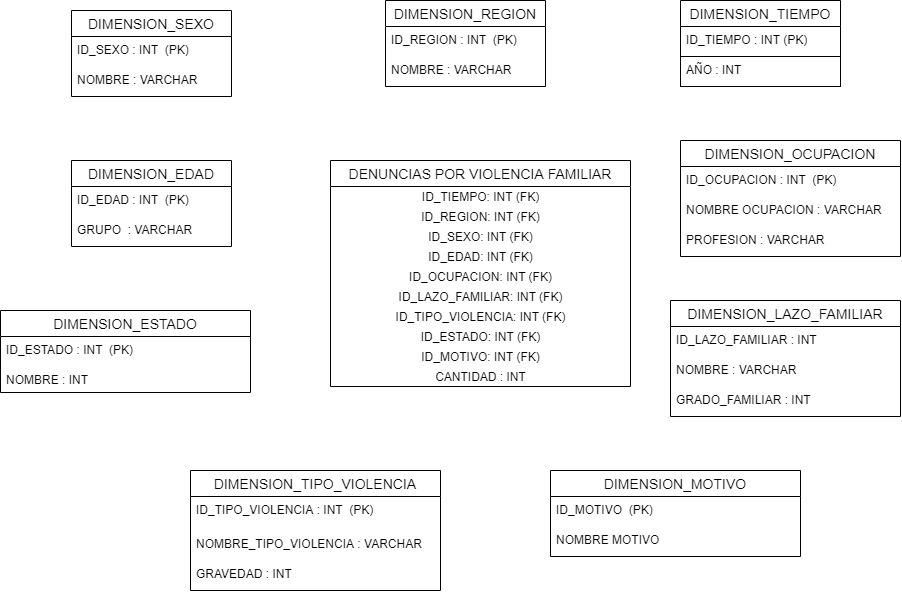 DIMENSION_SEXO
ID_SEXO : INT (PK)
NOMBRE : VARCHAR
DIMENSION_REGION
ID_REGION : INT (PK)
NOMBRE : VARCHAR
DIMENSION_TIEMPO
ID_TIEMPO : INT (PK)
AÑO : INT
DIMENSION_EDAD
ID_EDAD : INT (PK)
GRUPO : VARCHAR
DENUNCIAS POR VIOLENCIA FAMILIAR
ID_TIEMPO: INT (FK)
ID_REGION: INT (FK)
ID_SEXO: INT (FK)
ID_EDAD: INT (FK)
ID_OCUPACION: INT (FK)
ID_LAZO_FAMILIAR: INT (FK)
ID_TIPO_VIOLENCIA: INT (FK)
ID_ESTADO: INT (FK)
ID_MOTIVO: INT (FK)
CANTIDAD : INT
DIMENSION_OCUPACION
ID_OCUPACION : INT (PK)
NOMBRE OCUPACION : VARCHAR
PROFESION : VARCHAR
DIMENSION_ESTADO
ID_ESTADO : INT (PK)
NOMBRE : INT
DIMENSION_LAZO_FAMILIAR
ID_LAZO_FAMILIAR : INT
NOMBRE : VARCHAR
GRADO_FAMILIAR : INT
DIMENSION_TIPO_VIOLENCIA
ID_TIPO_VIOLENCIA : INT (PK)
NOMBRE_TIPO_VIOLENCIA : VARCHAR
GRAVEDAD : INT
DIMENSION_MOTIVO
ID_MOTIVO (PK)
NOMBRE MOTIVO